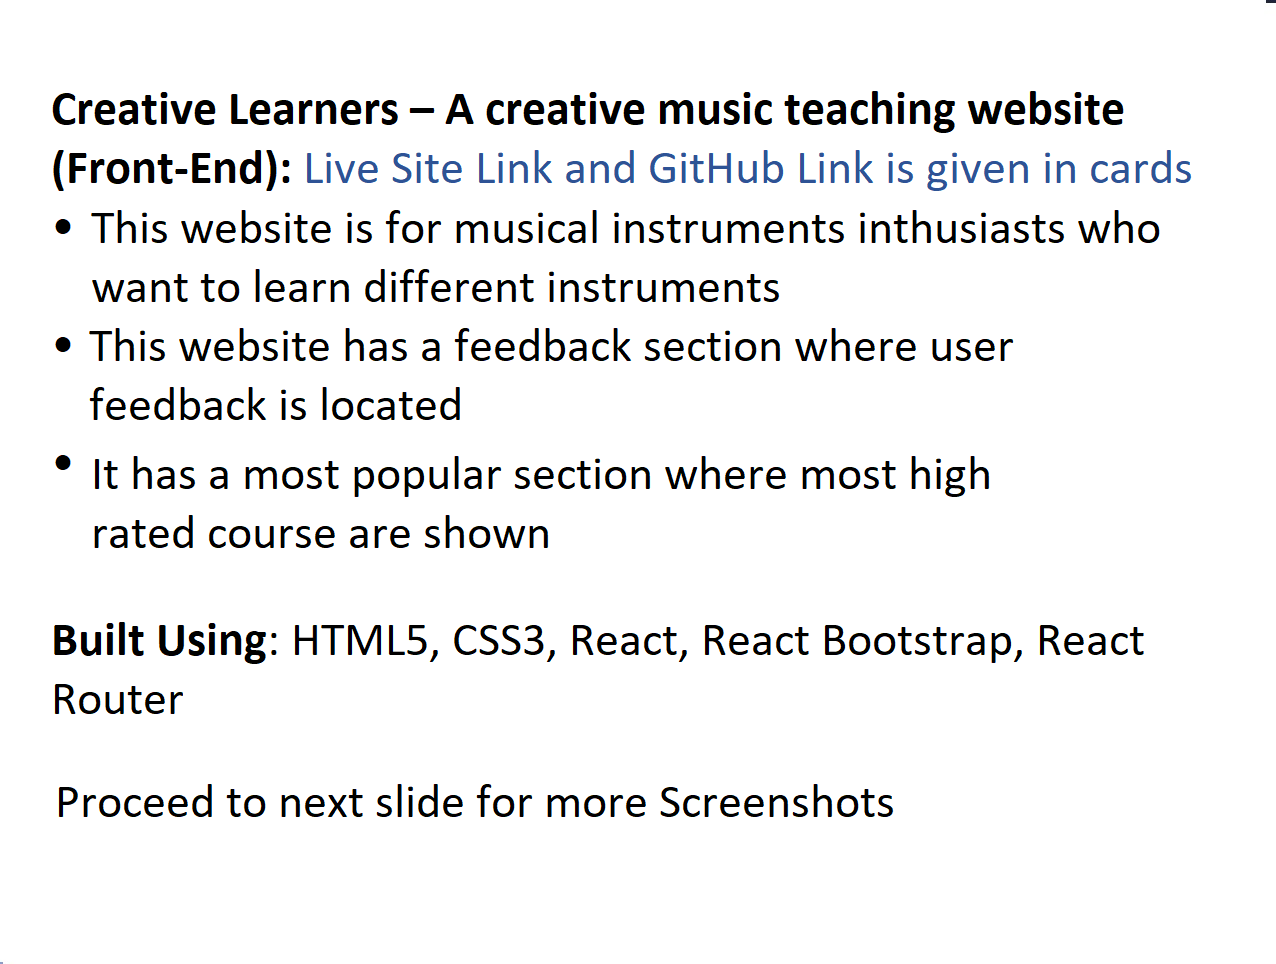 Creative Learners – A creative music teaching website
(Front-End): Live Site Link and GitHub Link is given in cards
• This website is for musical instruments inthusiasts who
want to learn different instruments
• This website has a feedback section where user
feedback is located
• It has a most popular section where most high
rated course are shown
Built Using: HTML5, CSS3, React, React Bootstrap, React
Router
Proceed to next slide for more Screenshots